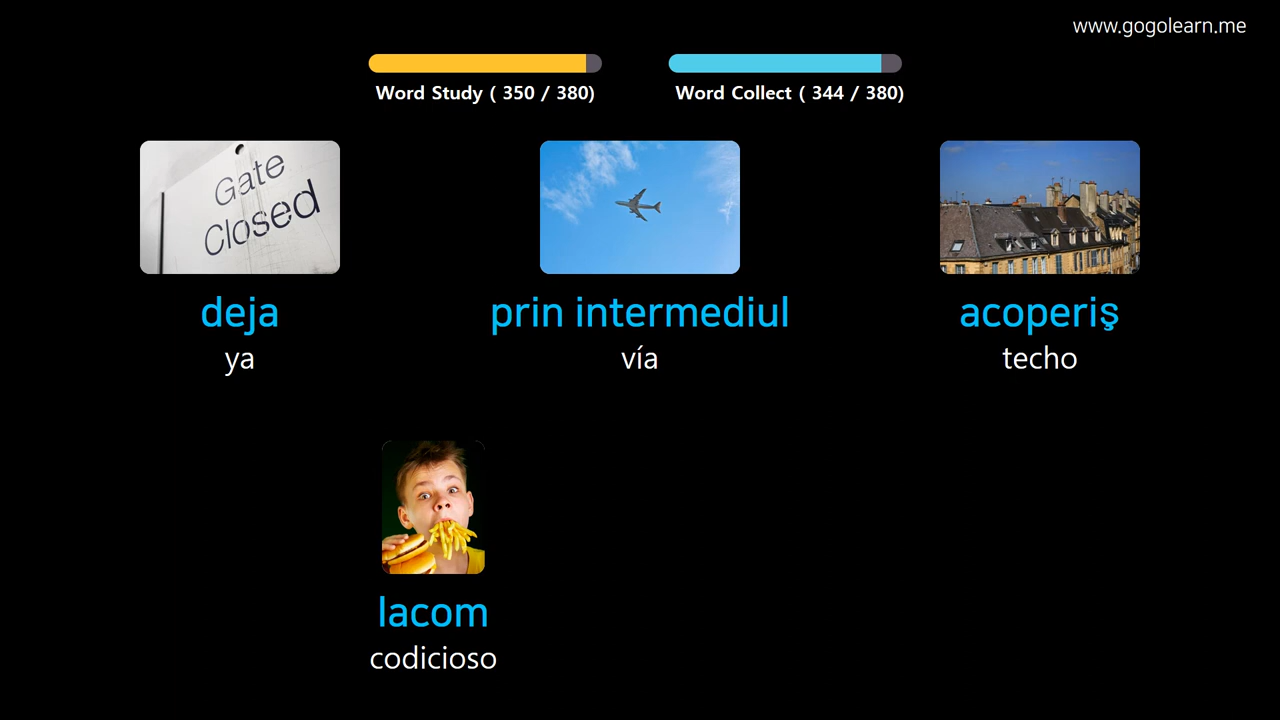 www.gogolearn.me
Word Study ( 350 / 380)
Word Collect ( 344 / 380)
Gate
Closed
deja
ya
prin intermediul
vía
acoperiş
techo
lacom
codicioso